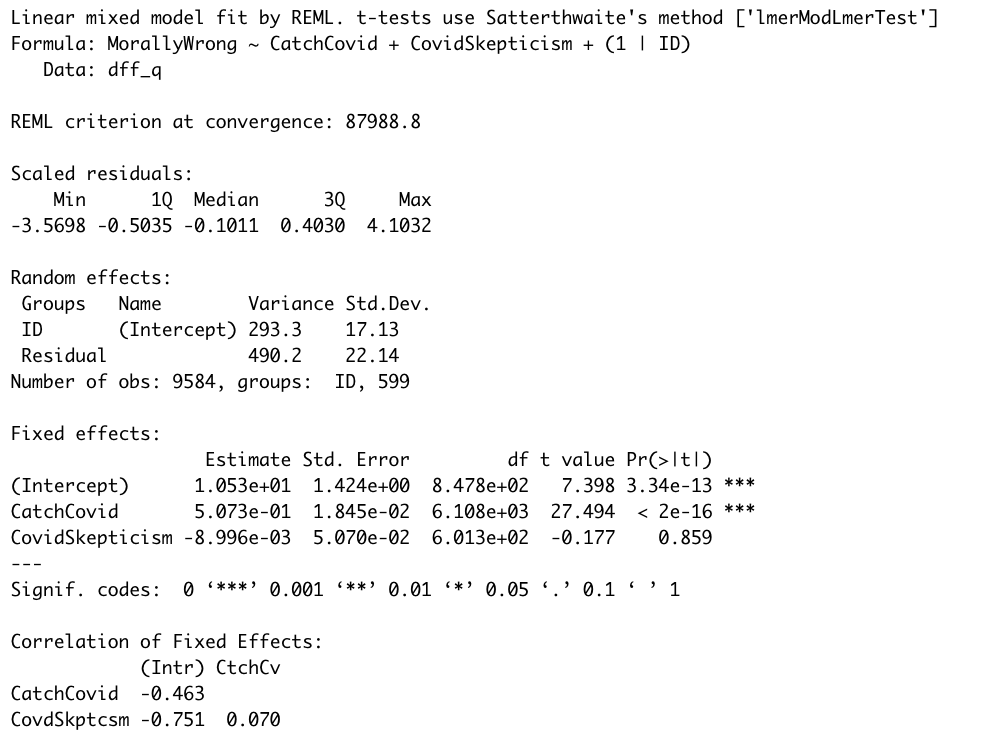 Linear mixed model fit by REML. t-tests use Satterthwaite's method ['lmerModLmerTest']
Formula: MorallyWrong ~ CatchCovid + CovidSkepticism + (1 | ID)
   Data: dff_q

REML criterion at convergence: 87988.8

Scaled residuals:
    Min      1Q  Median      3Q     Max
-3.5698 -0.5035 -0.1011  0.4030  4.1032

Random effects:
 Groups   Name        Variance Std.Dev.
 ID       (Intercept) 293.3    17.13
 Residual             490.2    22.14
Number of obs: 9584, groups:  ID, 599

Fixed effects:
                  Estimate Std. Error         df t value Pr(>|t|)
(Intercept)      1.053e+01  1.424e+00  8.478e+02   7.398 3.34e-13 ***
CatchCovid       5.073e-01  1.845e-02  6.108e+03  27.494  < 2e-16 ***
CovidSkepticism -8.996e-03  5.070e-02  6.013e+02  -0.177    0.859
---
Signif. codes:  0 ‘***’ 0.001 ‘**’ 0.01 ‘*’ 0.05 ‘.’ 0.1 ‘ ’ 1

Correlation of Fixed Effects:
            (Intr) CtchCv
CatchCovid  -0.463
CovdSkptcsm -0.751  0.070